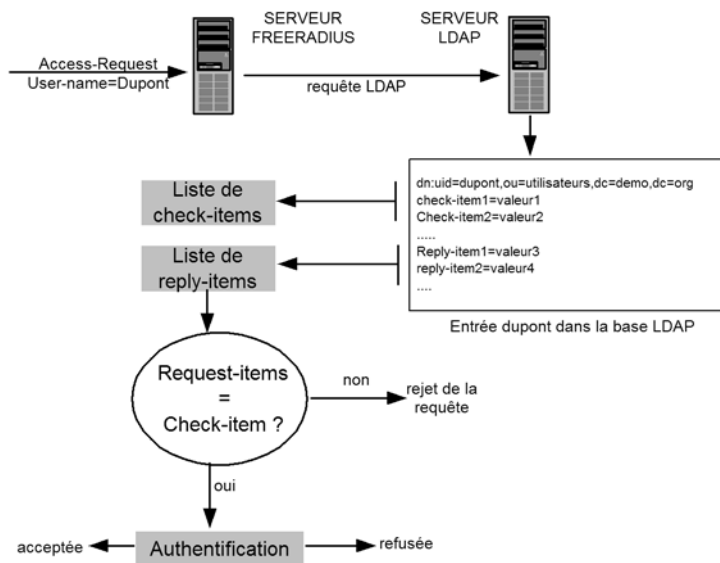 SERVEUR
FREERADIUS
SERVEUR
LDAP
Access-Request
User-name=Dupont
requête LDAP
dn:uid=dupont,ou=utilisateurs,dc=demo,dc=org
check-item1=valeur1
Check-item2=valeur2
.....
Reply-item1=valeur3
reply-item2=valeur4
....
Liste de
check-items
Liste de
reply-items
Entrée dupont dans la base LDAP
Request-items
=
Check-item ?
non
rejet de la
requête
oui
acceptée
Authentification
refusée